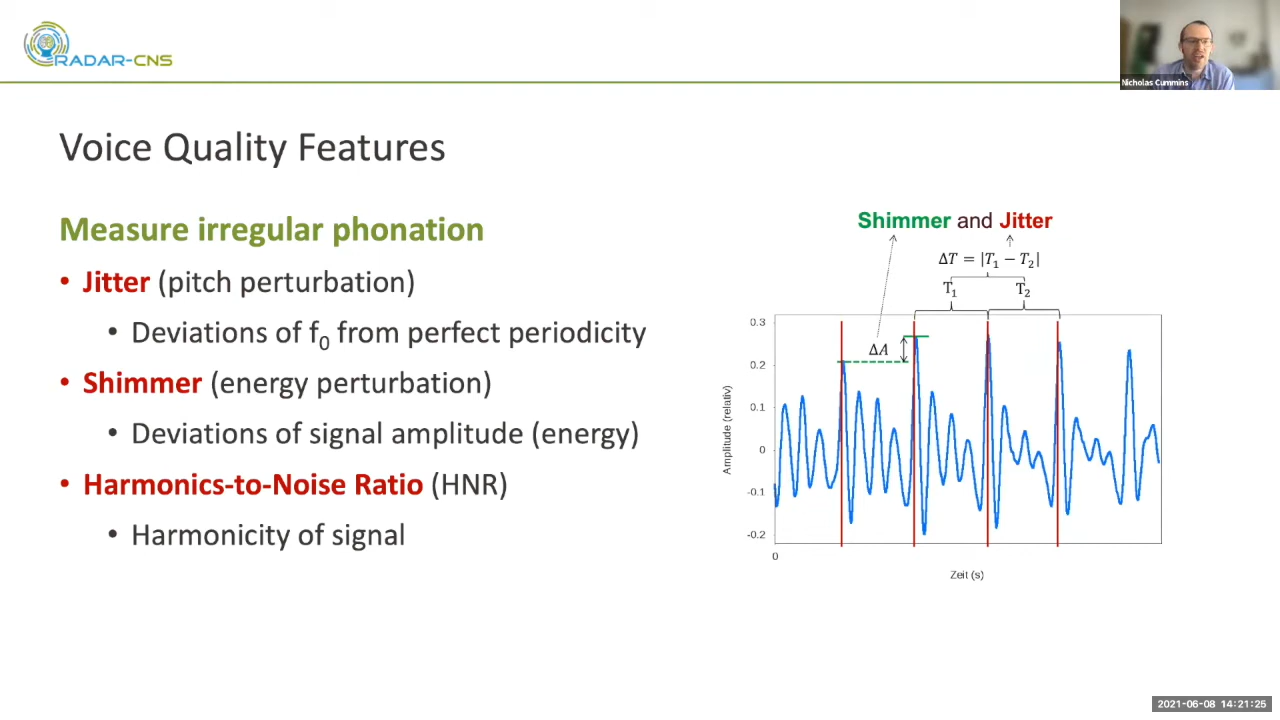 RADAR-CNS
Nicholas Cummins
Voice Quality Features
Measure irregular phonation
• Jitter (pitch perturbation)
• Deviations of f0 from perfect periodicity
• Shimmer (energy perturbation)
• Deviations of signal amplitude (energy)
• Harmonics-to-Noise Ratio (HNR)
• Harmonicity of signal
Shimmer and Jitter
ΔT = |T1 − T2|
T1 T2
ΔA
0.3
0.2
0.1
0
-0.1
-0.2
Amplitude (relativ)
0
Zeit (s)
2021-06-08 14:21:25